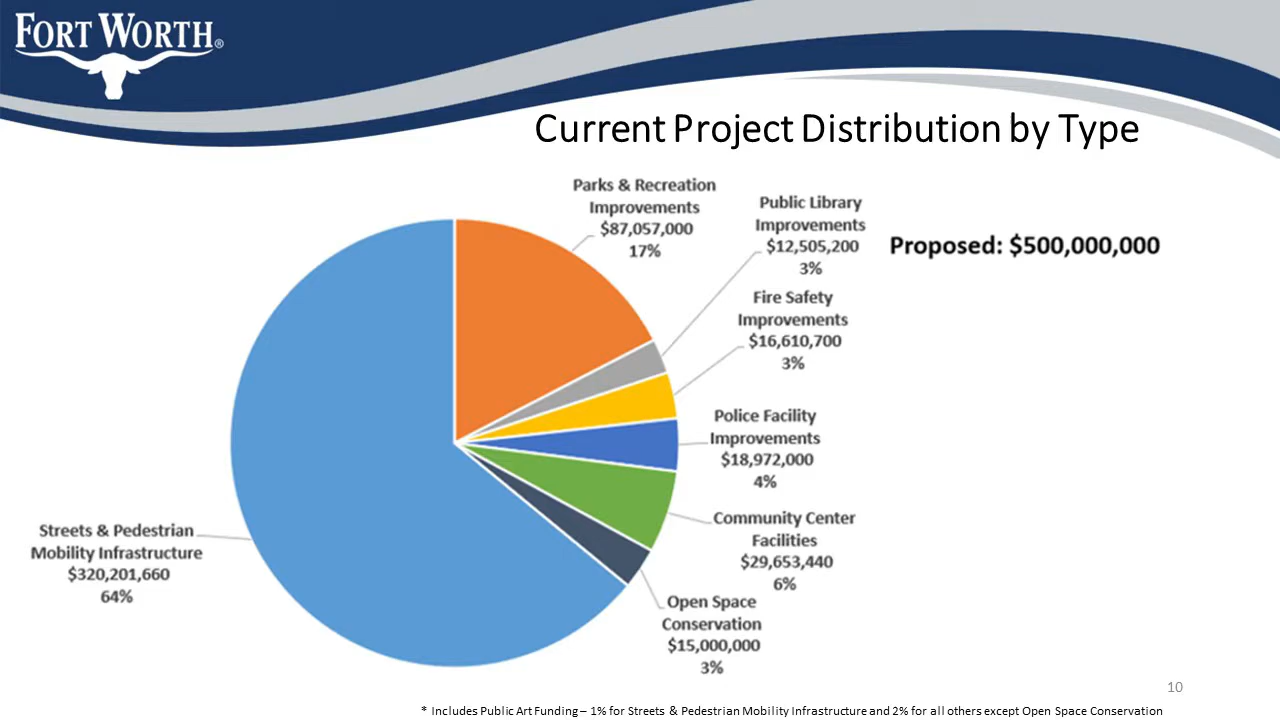 FORT WORTH®
Current Project Distribution by Type
Parks & Recreation
Improvements
$87,057,000
17%
Public Library
Improvements
$12,505,200
3%
Proposed: $500,000,000
Fire Safety
Improvements
$16,610,700
3%
Police Facility
Improvements
$18,972,000
4%
Community Center
Facilities
$29,653,440
6%
Streets & Pedestrian
Mobility Infrastructure
$320,201,660
64%
Open Space
Conservation
$15,000,000
3%
10
* Includes Public Art Funding – 1% for Streets & Pedestrian Mobility Infrastructure and 2% for all others except Open Space Conservation